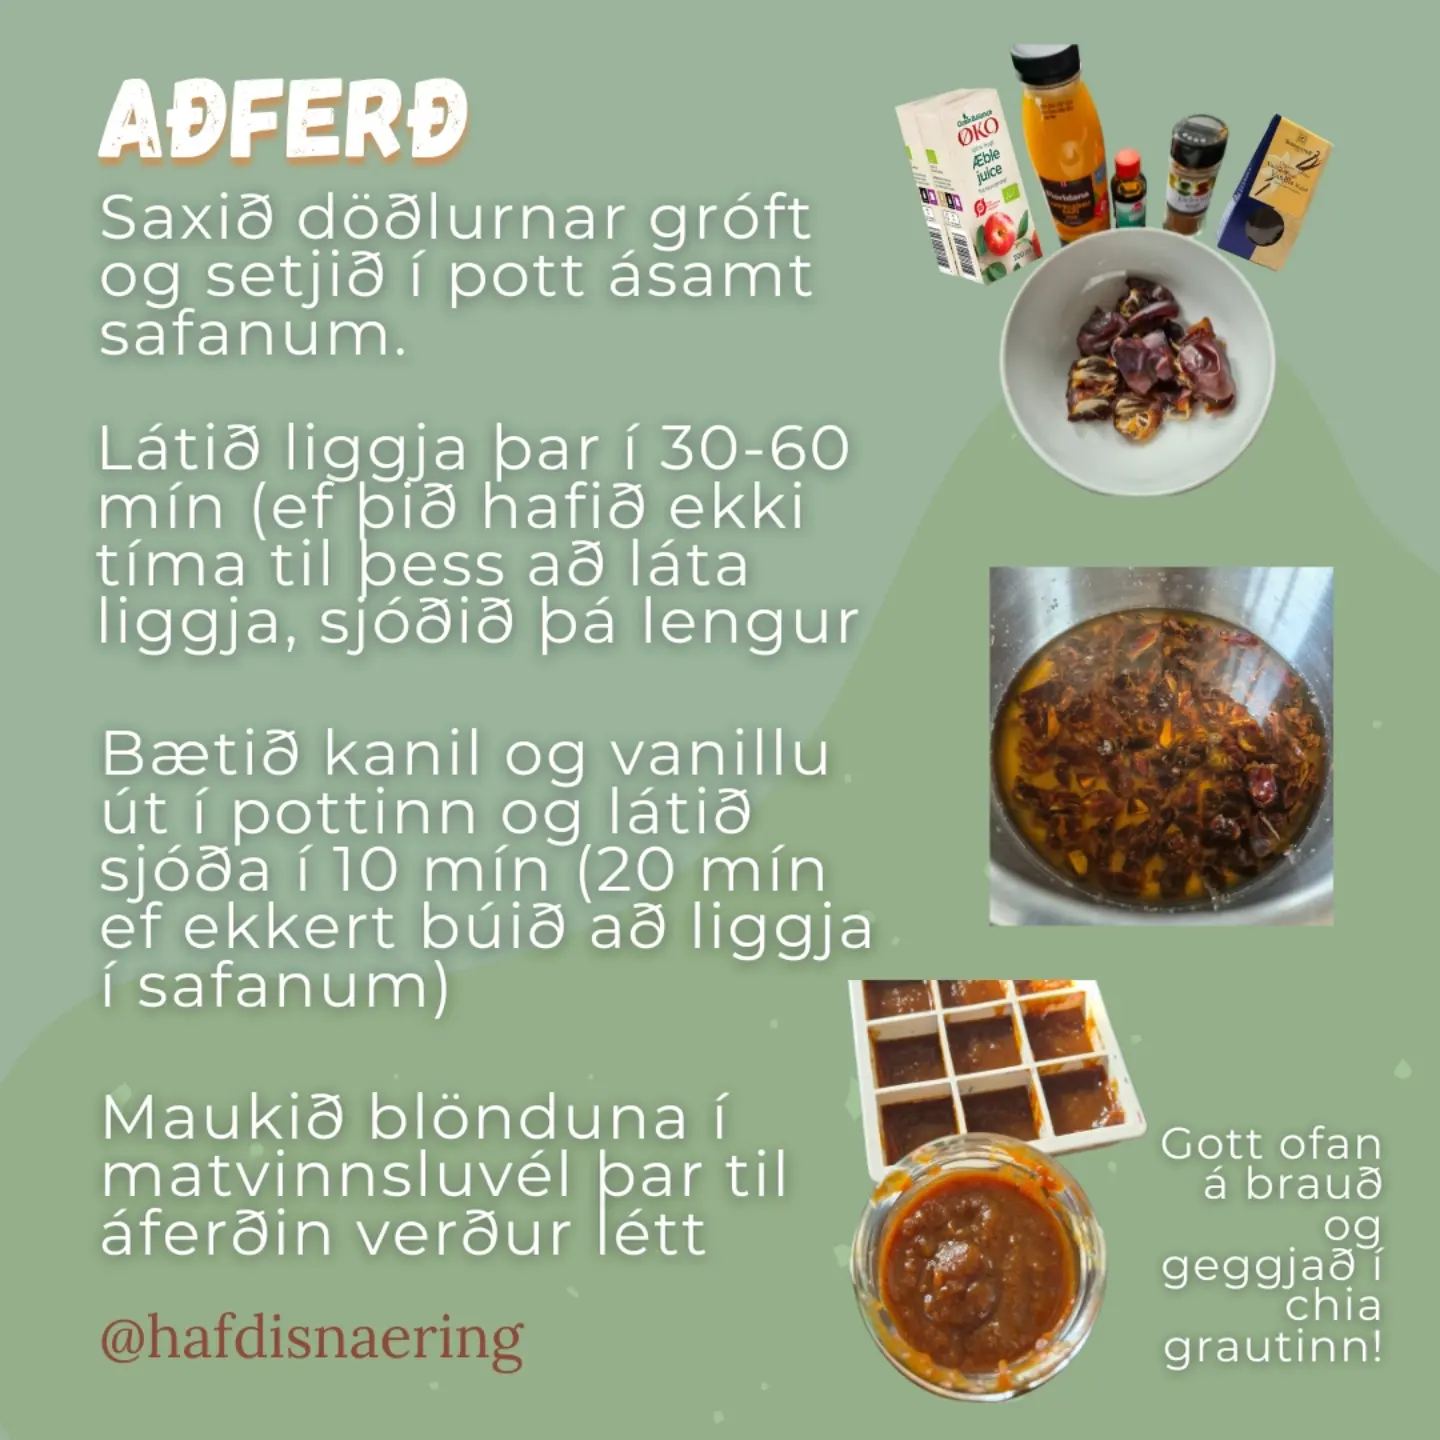 AÐFERÐ
Saxið döðlurnar gróft
og setjið í pott ásamt
safanum.
Látið liggja þar í 30-60
mín (ef þið hafið ekki
tíma til þess að láta
liggja, sjóðið þá lengur
Bætið kanil og vanillu
út í pottinn og látið
sjóða í 10 mín (20 mín
ef ekkert búið að liggja
í safanum)
Maukið blönduna í
matvinnsluvél þar til
áferðin verður létt
@hafdisnaering
ØKO
Æble
juice
Gott ofan
á brauð
og
geggjað í
chia
grautinn!